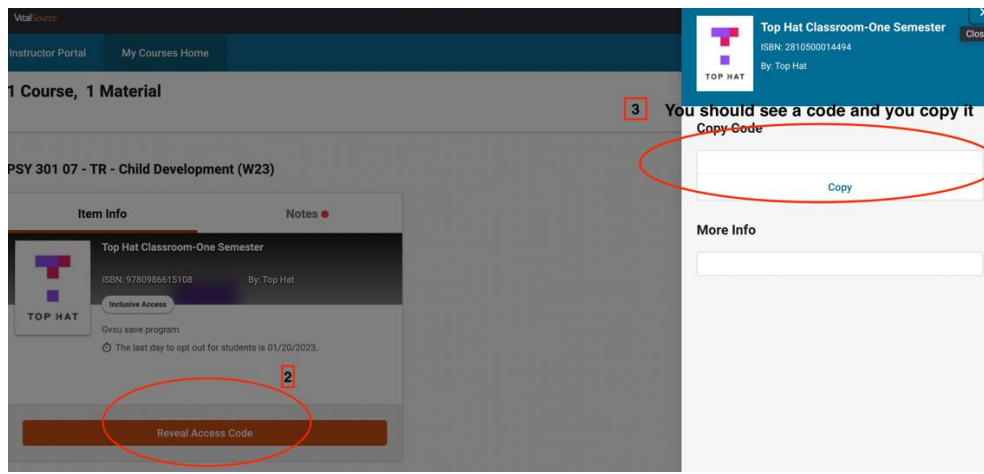 VitalSource
Instructor Portal My Courses Home
1 Course, 1 Material
PSY 301 07 - TR - Child Development (W23)
Item Info Notes
Top Hat Classroom-One Semester
ISBN: 9780986615108 By: Top Hat
Inclusive Access
TOP HAT
Gvsu save program
The last day to opt out for students is 01/20/2023.
2
Reveal Access Code
Top Hat Classroom-One Semester
ISBN: 2810500014494
By: Top Hat
TOP HAT
Clos
3 You should see a code and you copy it
Copy Code
Copy
More Info